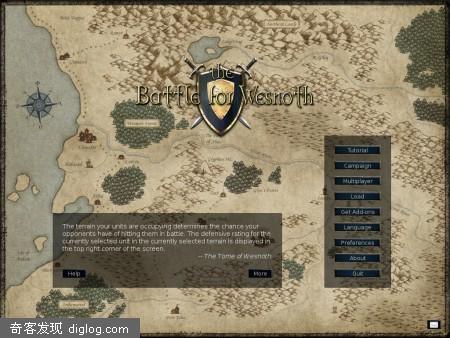 the
Battle for Wesnoth
Tutorial
Campaign
Multiplayer
Load
Get Add-ons
Language
Preferences
About
Quit
The terrain your units are occupying determines the chance your
opponents have of hitting them in battle. The defensive rating for the
currently selected unit in the currently selected terrain is displayed in
the top right corner of the screen.
-- The Tome of Wesnoth
Help
More
奇客发现 diglog.com